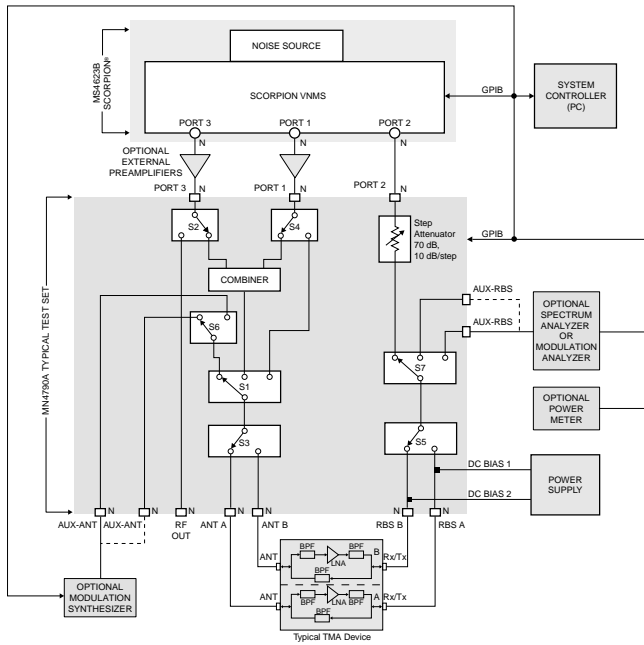 NOISE SOURCE
SCORPION VNMS
MS4623B
SCORPION®
GPIB
SYSTEM
CONTROLLER
(PC)
PORT 3
PORT 1
PORT 2
N
N
N
OPTIONAL
EXTERNAL
PREAMPLIFIERS
PORT 3
N
PORT 1
N
PORT 2
N
S2
S4
Step
Attenuator
70 dB,
10 dB/step
GPIB
COMBINER
AUX-RBS
AUX-RBS
OPTIONAL
SPECTRUM
ANALYZER
OR
MODULATION
ANALYZER
S6
S7
S1
OPTIONAL
POWER
METER
MN4790A TYPICAL TEST SET
S3
S5
DC BIAS 1
DC BIAS 2
POWER
SUPPLY
N
N
N
N
N
N
N
AUX-ANT
AUX-ANT
RF
OUT
ANT A
ANT B
RBS B
RBS A
OPTIONAL
MODULATION
SYNTHESIZER
ANT
BPF
LNA
BPF
B
Rx/Tx
BPF
ANT
BPF
LNA
BPF
A
Rx/Tx
BPF
Typical TMA Device